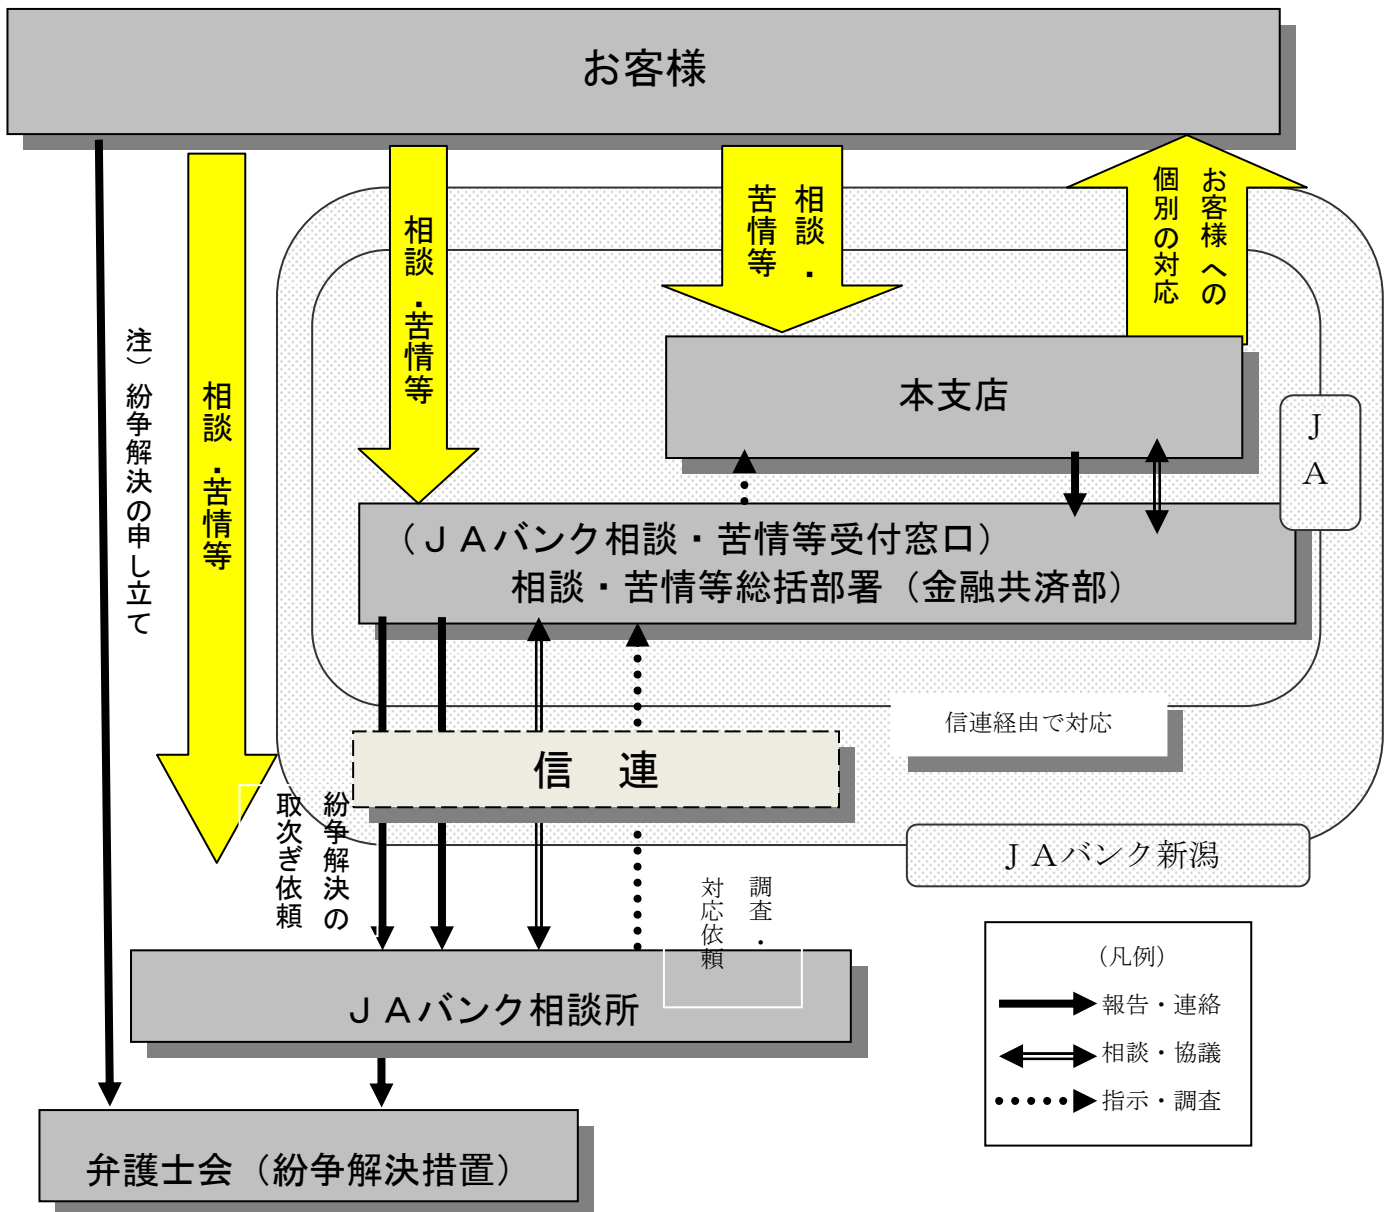 お客様
相談・
苦情等
お客様への
個別の対応
相談・苦情等
相談・苦情等
注）紛争解決の申し立て
本支店
ＪＡ
（ＪＡバンク相談・苦情等受付窓口）
相談・苦情等総括部署（金融共済部）
信連経由で対応
信　連
紛争解決の
取次ぎ依頼
ＪＡバンク新潟
調査・
対応依頼
ＪＡバンク相談所
（凡例）
報告・連絡
相談・協議
指示・調査
弁護士会（紛争解決措置）